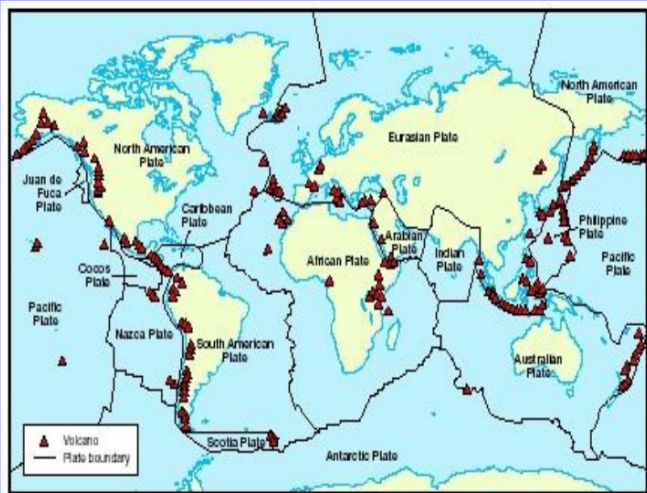 North American
Plate
Eurasian Plate
North American
Plate
Juan de
Fuca Plate
Caribbean
Plate
Philippine
Plate
Arabian
Plate
Indian
Plate
African Plate
Cocos
Plate
Pacific
Plate
Pacific
Plate
Nazca Plate
South American
Plate
Australian
Plate
Scotia Plate
Antarctic Plate
Volcano
Plate boundary